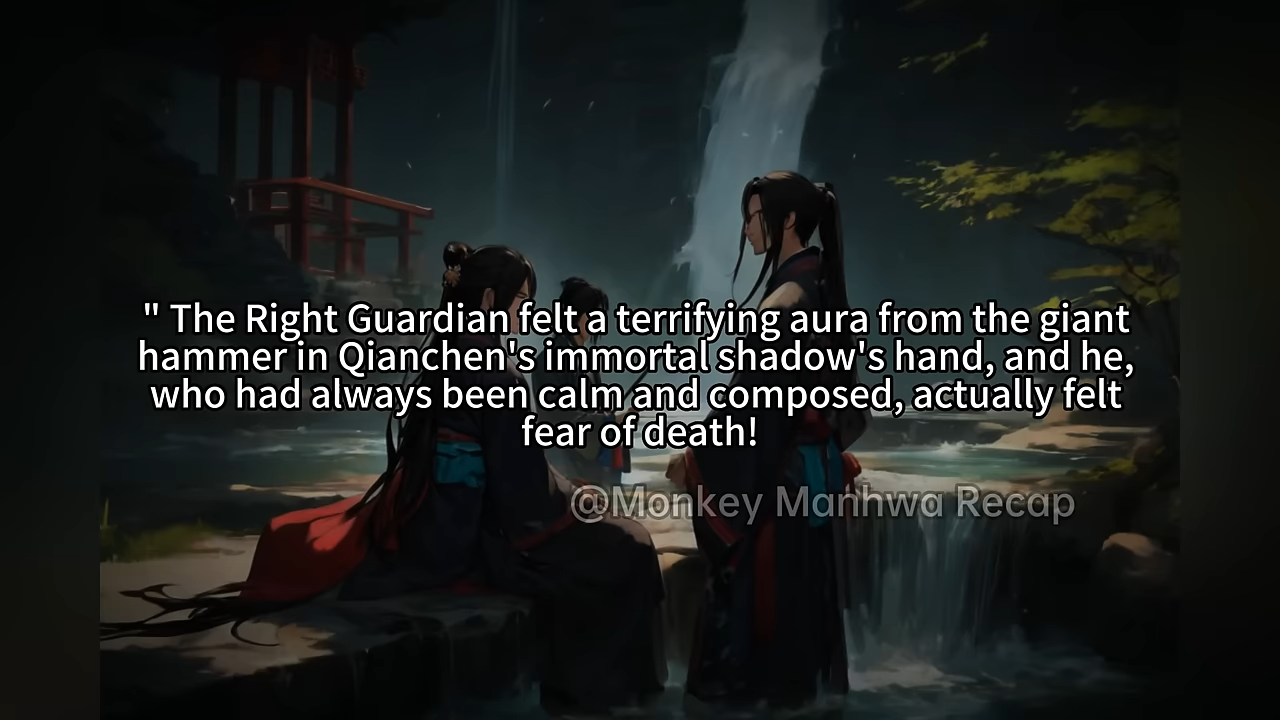 " The Right Guardian felt a terrifying aura from the giant
hammer in Qianchen's immortal shadow's hand, and he,
who had always been calm and composed, actually felt
fear of death!
@Monkey Manhwa Recap